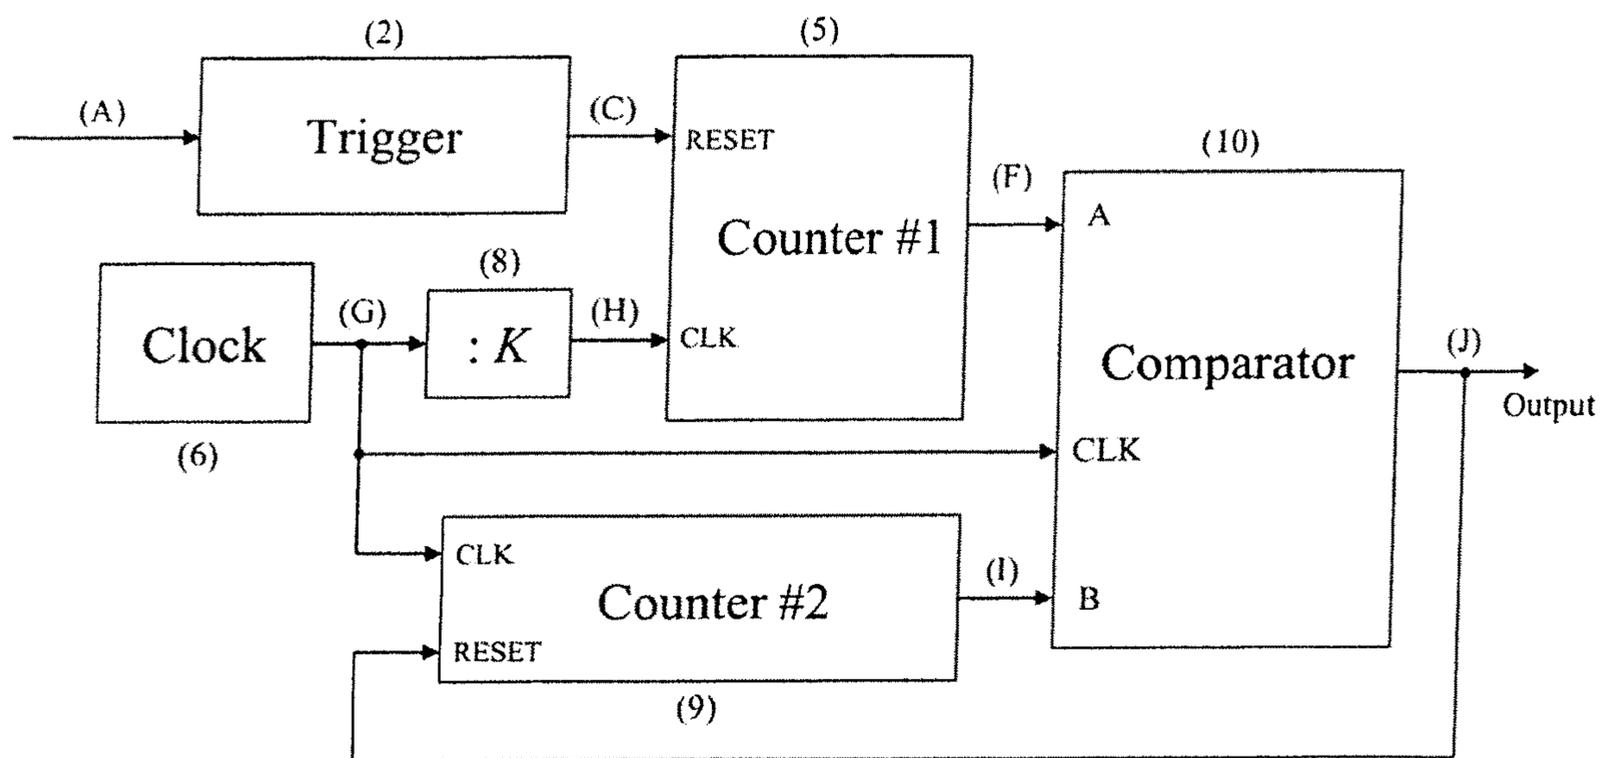 (2)
(5)
(A)
Trigger
(C)
RESET
(10)
(F)
A
Counter #1
(8)
Clock
(G)
: K
(H)
CLK
Comparator
(J)
Output
(6)
CLK
CLK
Counter #2
(I)
B
RESET
(9)